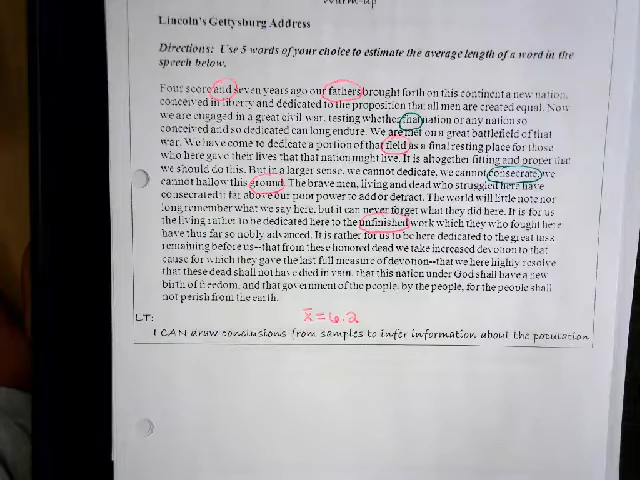 Warm-up
Lincoln's Gettysburg Address
Directions: Use 5 words of your choice to estimate the average length of a word in the
speech below.
Four score and seven years ago our fathers brought forth on this continent a new nation,
conceived in liberty and dedicated to the proposition that all men are created equal. Now
we are engaged in a great civil war, testing whether that nation or any nation so
conceived and so dedicated can long endure. We are met on a great battlefield of that
war. We have come to dedicate a portion of that field as a final resting place for those
who here gave their lives that that nation might live. It is altogether fitting and proper that
we should do this. But in a larger sense, we cannot dedicate, we cannot consecrate, we
cannot hallow this ground. The brave men, living and dead who struggled here have
consecrated it far above our poor power to add or detract. The world will little note nor
long remember what we say here, but it can never forget what they did here. It is for us
the living rather to be dedicated here to the unfinished work which they who fought here
have thus far so nobly advanced. It is rather for us to be here dedicated to the great task
remaining before us--that from these honored dead we take increased devotion to that
cause for which they gave the last full measure of devotion--that we here highly resolve
that these dead shall not have died in vain, that this nation under God shall have a new
birth of freedom, and that government of the people, by the people, for the people shall
not perish from the earth.
x̄ = 6.2
LT:
I CAN draw conclusions from samples to infer information about the population